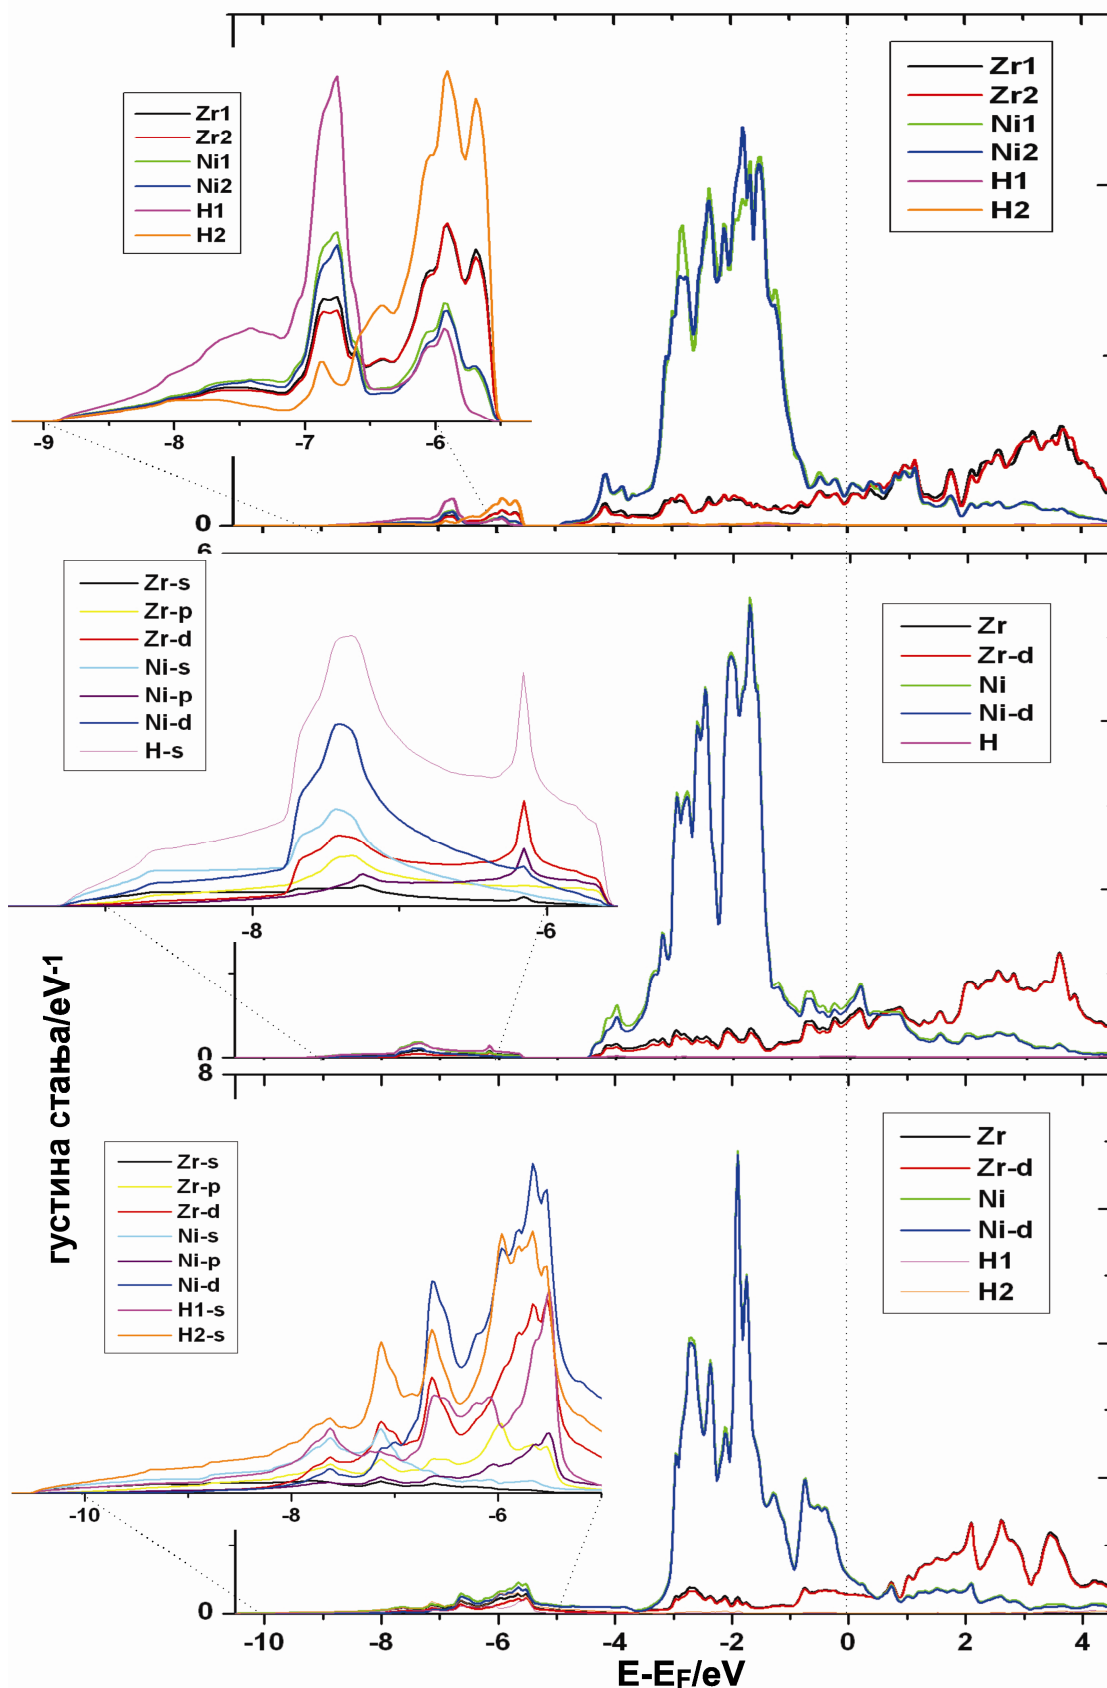 Zr1
Zr2
Ni1
Ni2
H1
H2
Zr1
Zr2
Ni1
Ni2
H1
H2
-9
-8
-7
-6
0
6
Zr-s
Zr-p
Zr-d
Ni-s
Ni-p
Ni-d
H-s
Zr
Zr-d
Ni
Ni-d
H
-8
-6
0
8
густина стања/eV-1
Zr-s
Zr-p
Zr-d
Ni-s
Ni-p
Ni-d
H1-s
H2-s
Zr
Zr-d
Ni
Ni-d
H1
H2
-10
-8
-6
0
-10
-8
-6
-4
-2
0
2
4
E-EF/eV